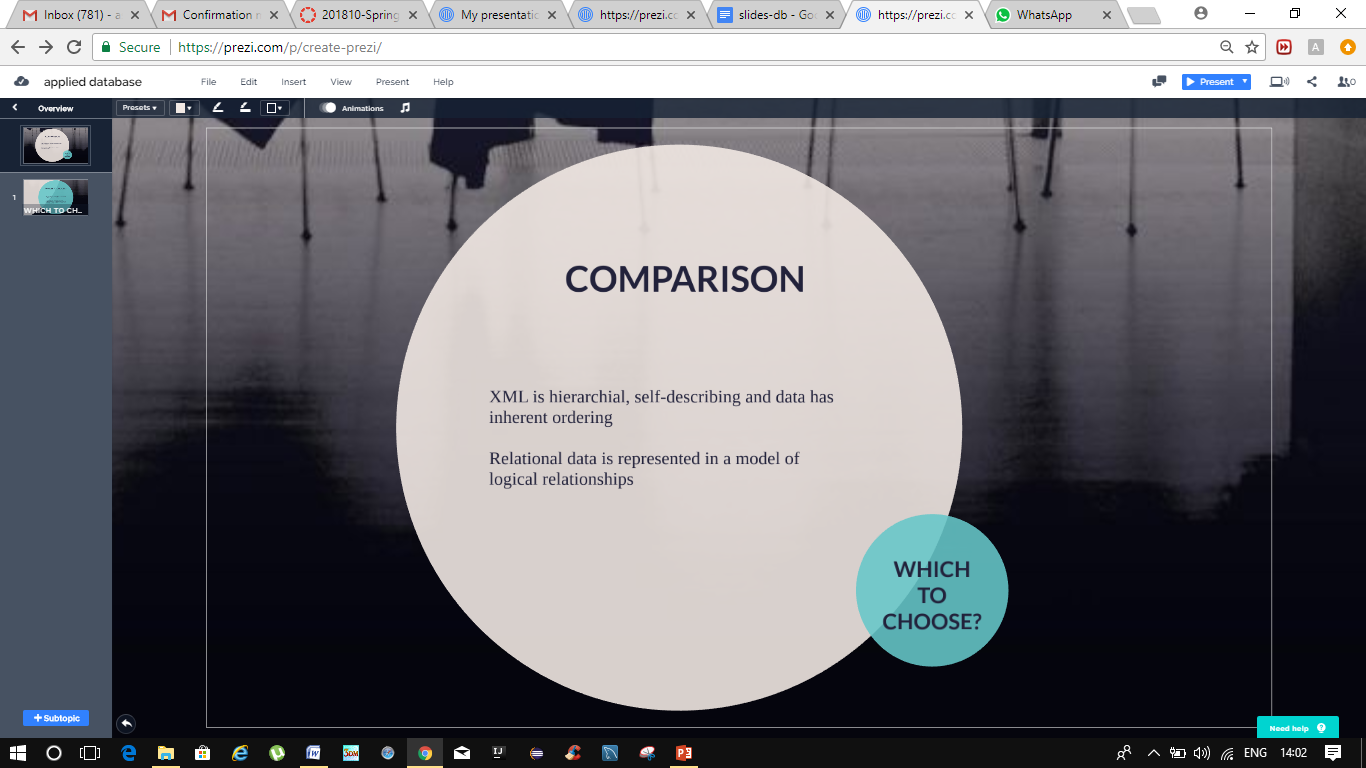 Inbox (781) - a
Confirmation
201810-Spring
My presentatio
https://prezi.co
slides-db - Goo
https://prezi.co
WhatsApp
Secure https://prezi.com/p/create-prezi/
applied database File Edit Insert View Present Help Present 0
Overview Presets Animations
1
WHICH TO CH...
COMPARISON
XML is hierarchial, self-describing and data has
inherent ordering
Relational data is represented in a model of
logical relationships
WHICH
TO
CHOOSE?
+ Subtopic
Need help ?
ENG 14:02